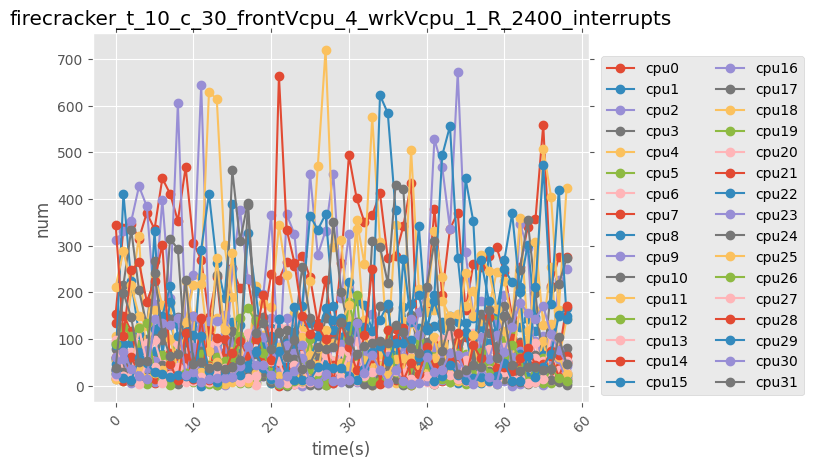 firecracker_t_10_c_30_frontVcpu_4_wrkVcpu_1_R_2400_interrupts
700
600
500
400
300
200
100
0
num
0
10
20
30
40
50
60
time(s)
cpu0
cpu1
cpu2
cpu3
cpu4
cpu5
cpu6
cpu7
cpu8
cpu9
cpu10
cpu11
cpu12
cpu13
cpu14
cpu15
cpu16
cpu17
cpu18
cpu19
cpu20
cpu21
cpu22
cpu23
cpu24
cpu25
cpu26
cpu27
cpu28
cpu29
cpu30
cpu31